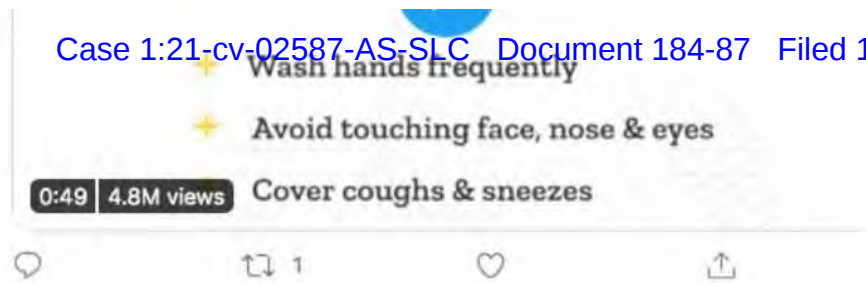 Case 1:21-cv-02587-AS-SLC Document 184-87 Filed 1
Wash hands frequently
Avoid touching face, nose & eyes
0:49 4.8M views Cover coughs & sneezes
1